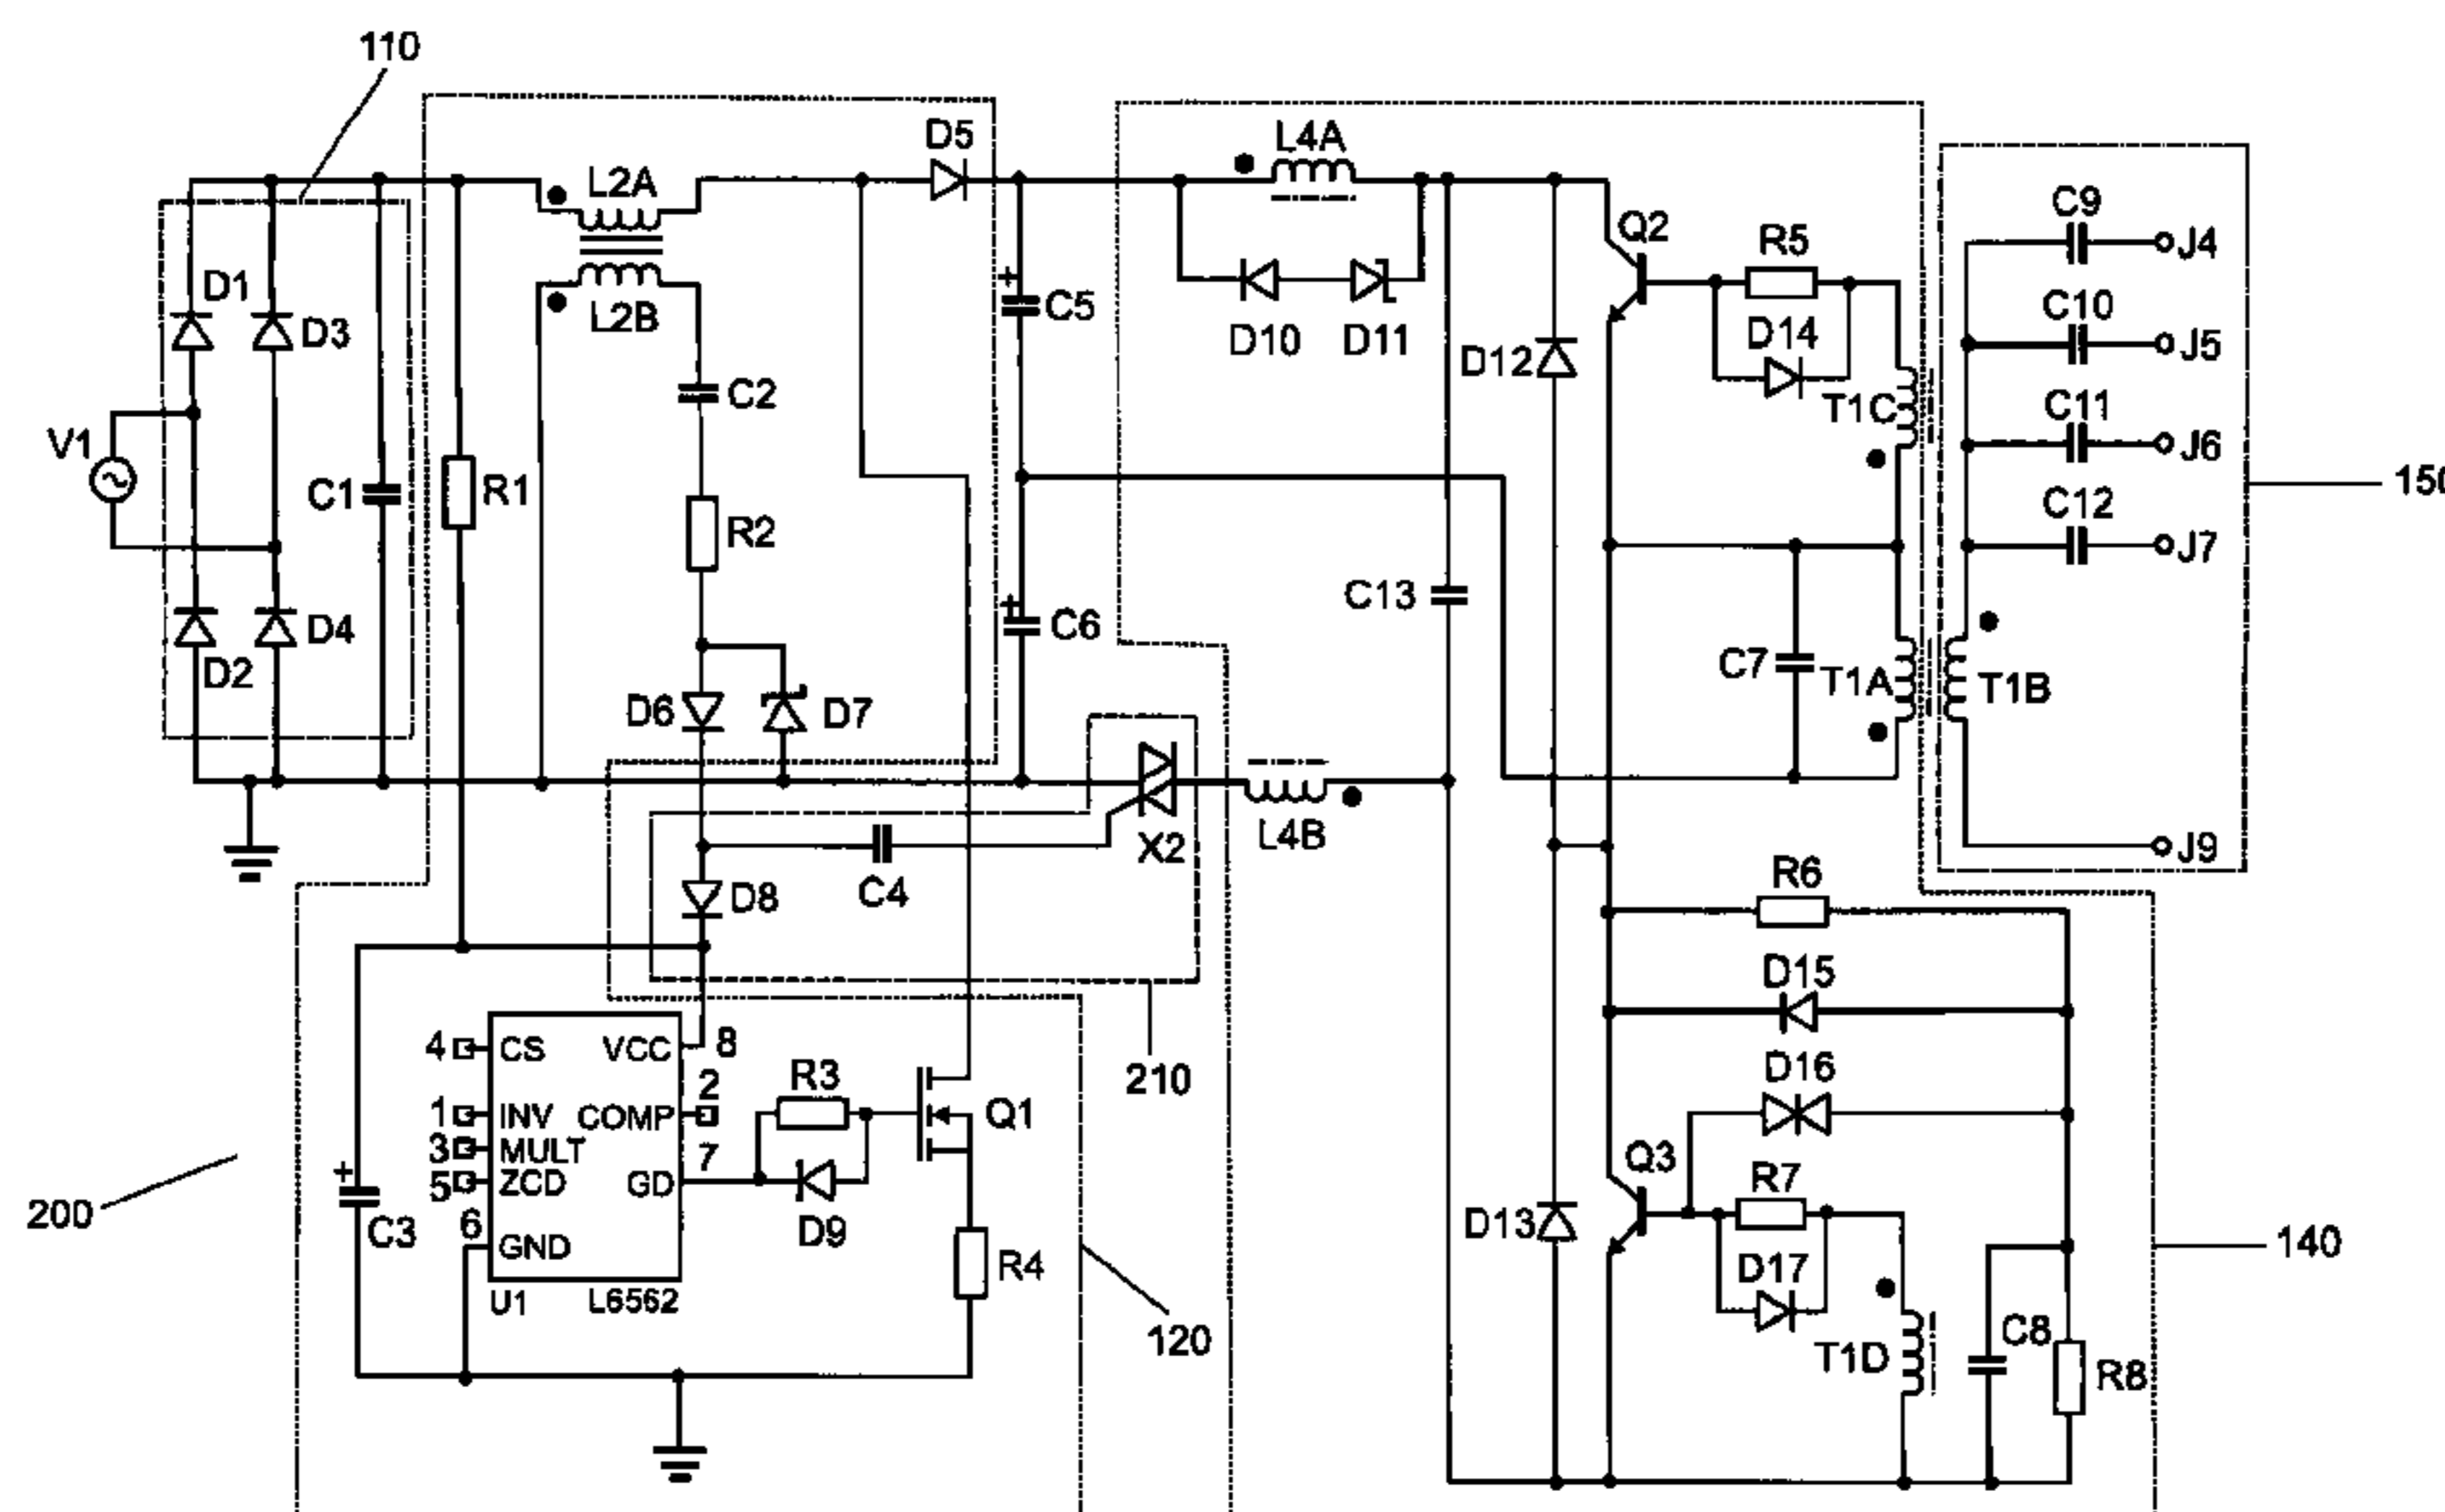 110
D5
L4A
L2A
C9
Q2
R5
J4
D1
L2B
C10
D3
C5
D14
J5
D10
D11
D12
C2
C11
T1C
V1
J6
150
C1
R1
C12
R2
J7
C13
D4
C6
C7
T1A
T1B
D2
D6
D7
X2
L4B
J9
D8
C4
R6
D15
4
CS
VCC
8
210
R3
D16
2
1
INV
COMP
Q1
3
MULT
7
Q3
R7
5
ZCD
GD
200
C3
6
D9
D13
GND
R4
D17
140
U1
L6562
120
T1D
C8
R8